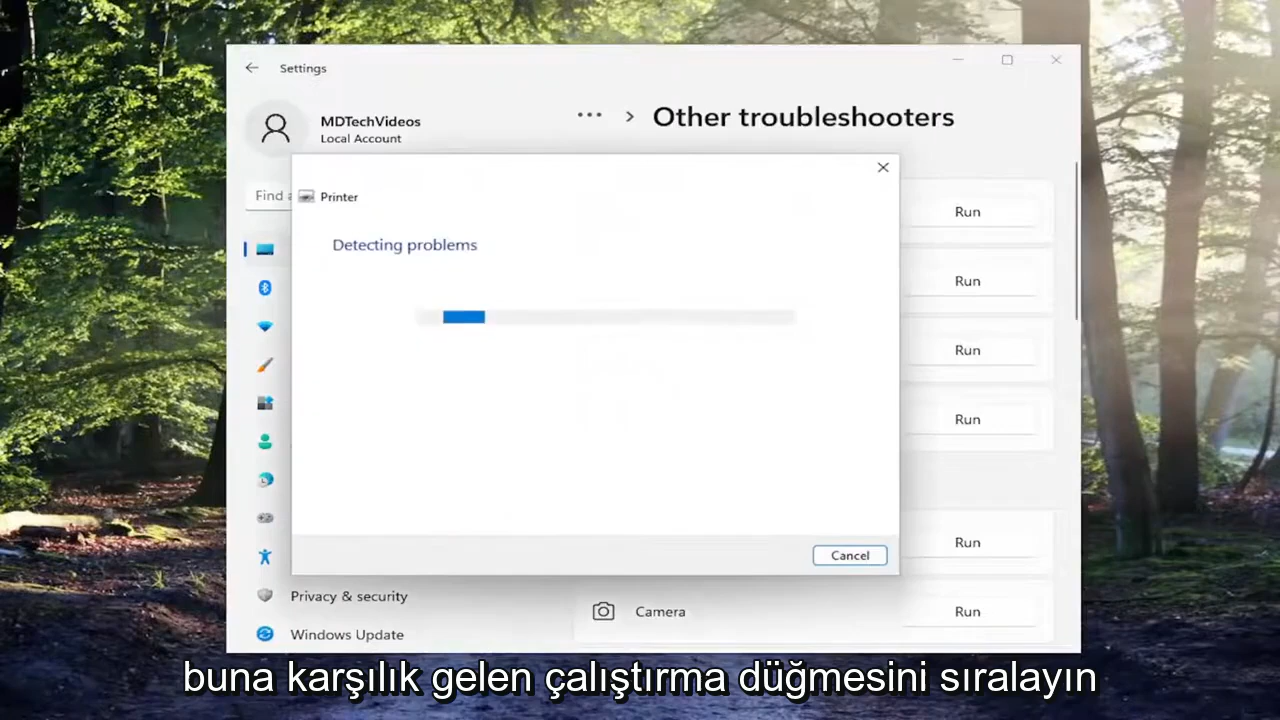 Settings
MDTechVideos
Local Account
Other troubleshooters
Find a
Printer
Detecting problems
Run
Run
Run
Run
Run
Cancel
Privacy & security
Camera
Run
Windows Update
buna karşılık gelen çalıştırma düğmesini sıralayın